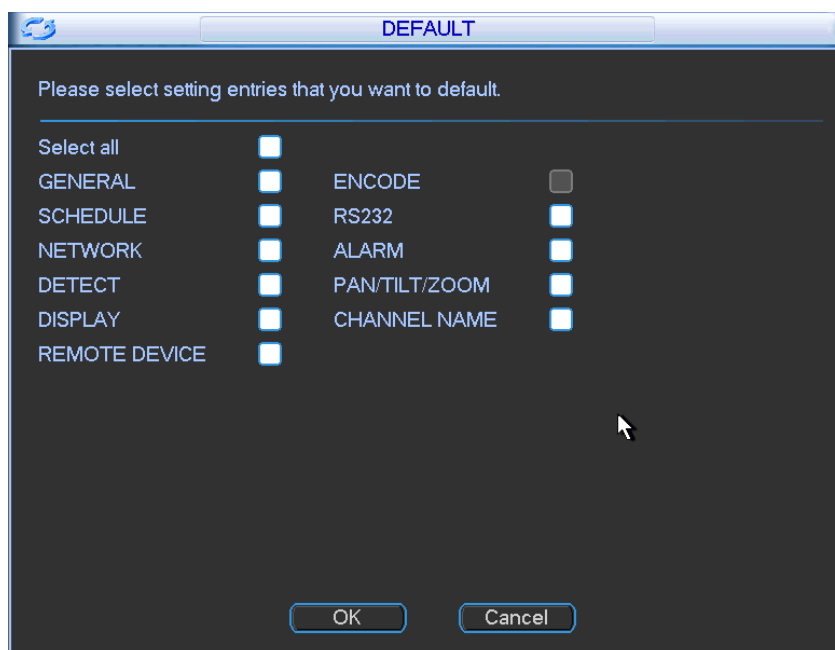 DEFAULT
Please select setting entries that you want to default.
Select all
GENERAL ENCODE
SCHEDULE RS232
NETWORK ALARM
DETECT PAN/TILT/ZOOM
DISPLAY CHANNEL NAME
REMOTE DEVICE
OK Cancel